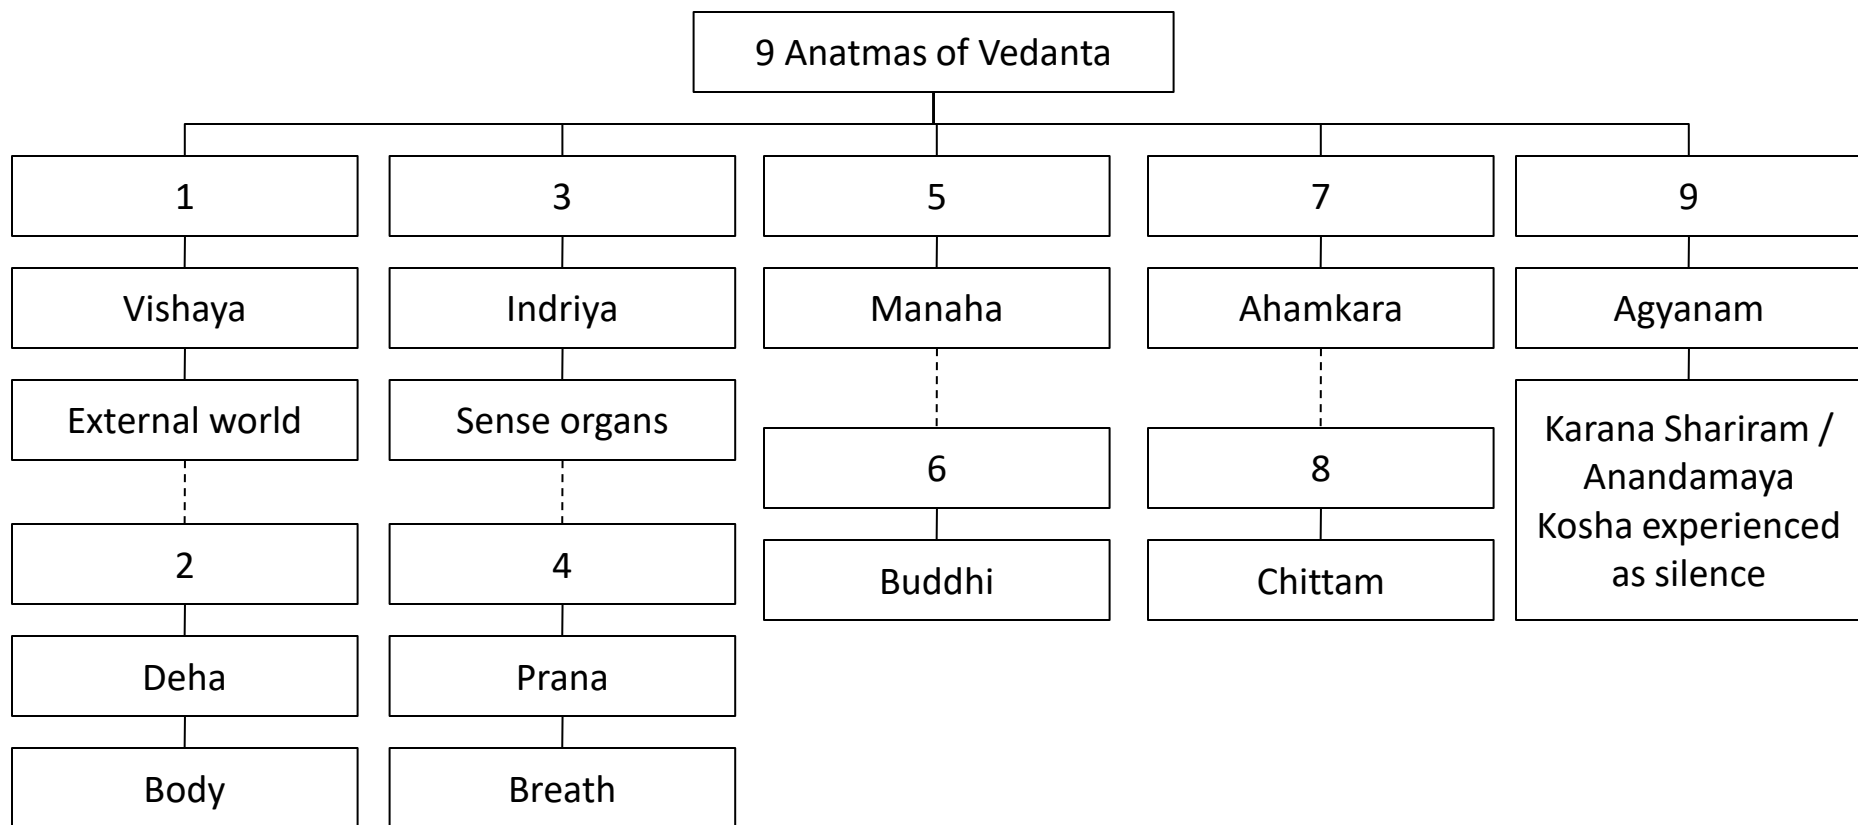 9 Anatmas of Vedanta
1
Vishaya
External world
2
Deha
Body
3
Indriya
Sense organs
4
Prana
Breath
5
Manaha
6
Buddhi
7
Ahamkara
8
Chittam
9
Agyanam
Karana Shariram /
Anandamaya
Kosha experienced
as silence